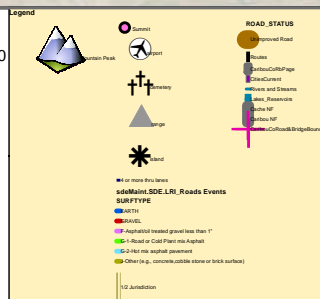 Legend
0
Summit
airport
cemetery
range
island
4 or more thru lanes
sdeMaint.SDE.LRI_Roads Events
SURFTYPE
EARTH
GRAVEL
F-Asphalt/oil treated gravel less than 1"
G-1-Road or Cold Plant mix Asphalt
G-2-Hot mix asphalt pavement
J-Other (e.g., concrete,cobble stone or brick surface)
1/2 Jurisdiction
ountain Peak
ROAD_STATUS
Unimproved Road
Routes
CaribouCoRbPage
CitiesCurrent
Rivers and Streams
Lakes_Reservoirs
Cache NF
Caribou NF
CaribouCoRoad&BridgeBoun